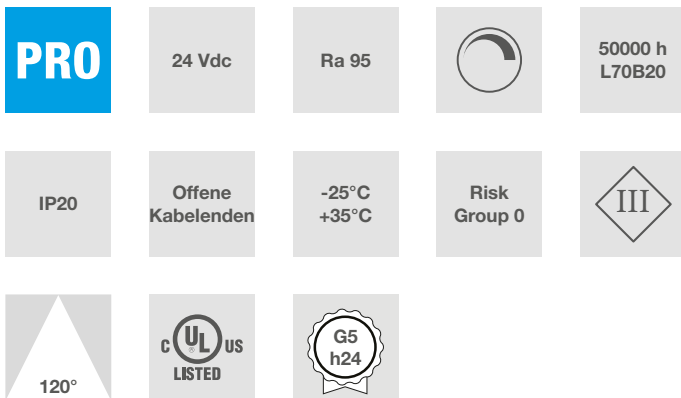 PRO
24 Vdc
Ra 95
50000 h
L70B20
IP20
Offene
Kabelenden
-25°C
+35°C
Risk
Group 0
III
120°
C UL US
®
LISTED
G5
h24